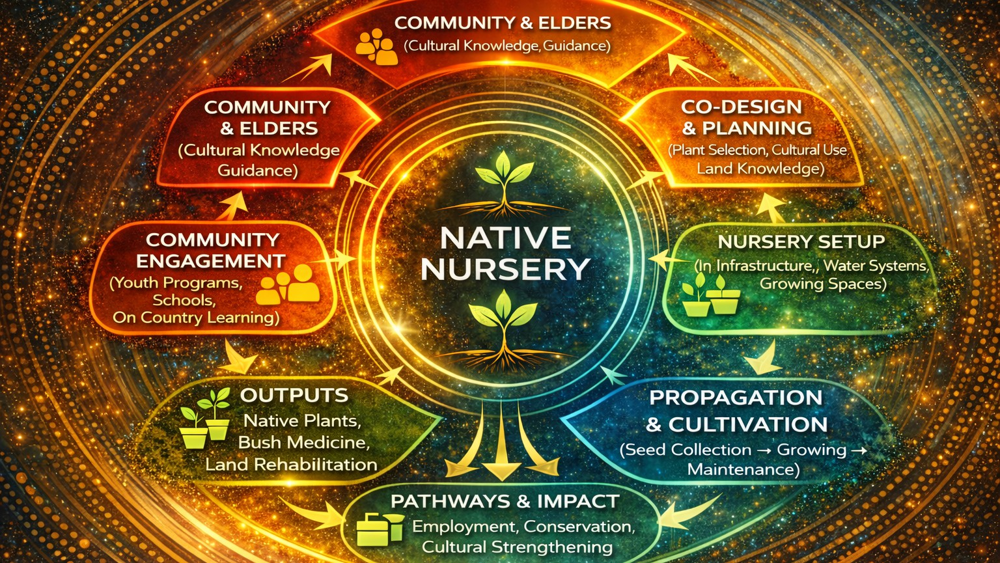 COMMUNITY & ELDERS
(Cultural Knowledge, Guidance)
COMMUNITY
& ELDERS
(Cultural Knowledge
Guidance)
CO-DESIGN
& PLANNING
(Plant Selection, Cultural Use
Land Knowledge)
COMMUNITY
ENGAGEMENT
(Youth Programs,
Schools,
On Country Learning)
NATIVE
NURSERY
NURSERY SETUP
(In Infrastructure,, Water Systems,
Growing Spaces)
OUTPUTS
Native Plants,
Bush Medicine,
Land Rehabilitation
PROPAGATION
& CULTIVATION
(Seed Collection → Growing →
Maintenance)
PATHWAYS & IMPACT
Employment, Conservation,
Cultural Strengthening